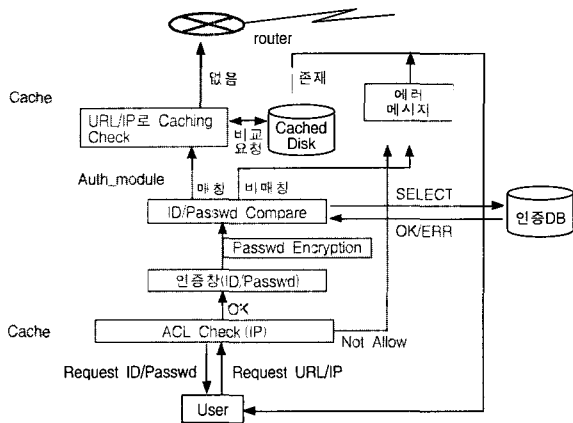 router
없음
존재
에러
메시지
Cache
URL/IP로 Caching
Check
비교
요청
Cached
Disk
Auth_module
매칭
비매칭
SELECT
ID/Passwd Compare
OK/ERR
인증DB
Passwd Encryption
인증창(ID/Passwd)
OK
Cache
ACL Check (IP)
Not Allow
Request ID/Passwd
Request URL/IP
User